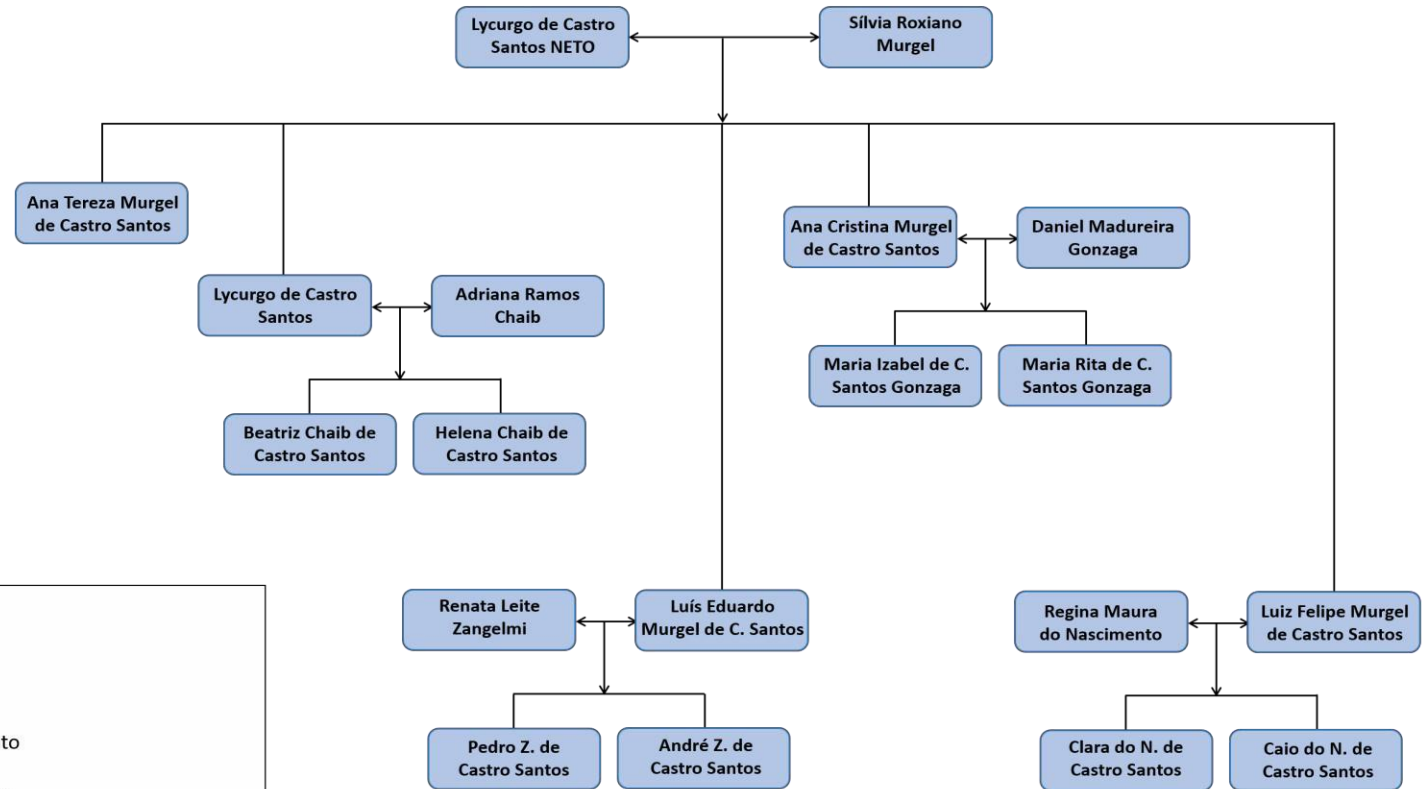 Lycurgo de Castro
Santos NETO
Sílvia Roxiano
Murgel
Ana Tereza Murgel
de Castro Santos
Ana Cristina Murgel
de Castro Santos
Daniel Madureira
Gonzaga
Lycurgo de Castro
Santos
Adriana Ramos
Chaib
Maria Izabel de C.
Santos Gonzaga
Maria Rita de C.
Santos Gonzaga
Beatriz Chaib de
Castro Santos
Helena Chaib de
Castro Santos
Renata Leite
Zangelmi
Luís Eduardo
Murgel de C. Santos
Regina Maura
do Nascimento
Luiz Felipe Murgel
de Castro Santos
Pedro Z. de
Castro Santos
André Z. de
Castro Santos
Clara do N. de
Castro Santos
Caio do N. de
Castro Santos
to